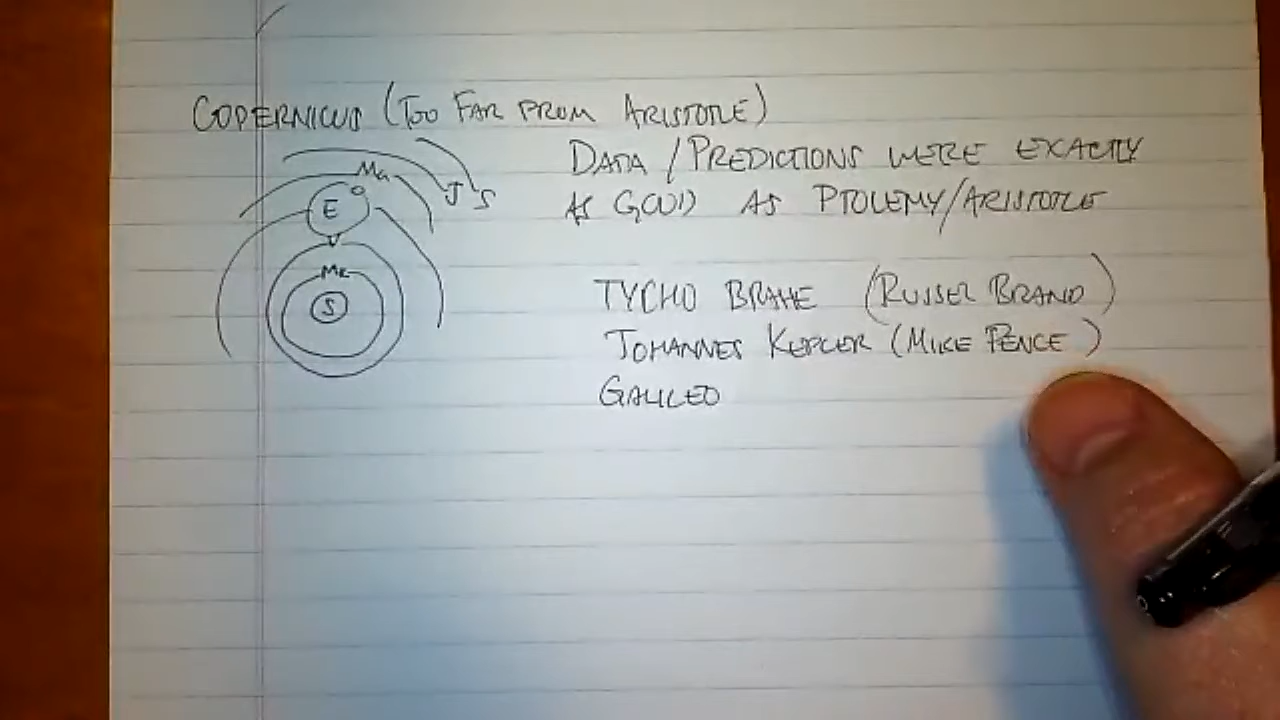 COPERNICUS (TOO FAR FROM ARISTOTLE)
DATA / PREDICTIONS WERE EXACTLY
AS GOOD AS PTOLEMY/ARISTOTLE
Ma
J
S
E
V
Me
S
TYCHO BRAHE (RUSSEL BRAND)
JOHANNES KEPLER (MIKE PENCE)
GALILEO